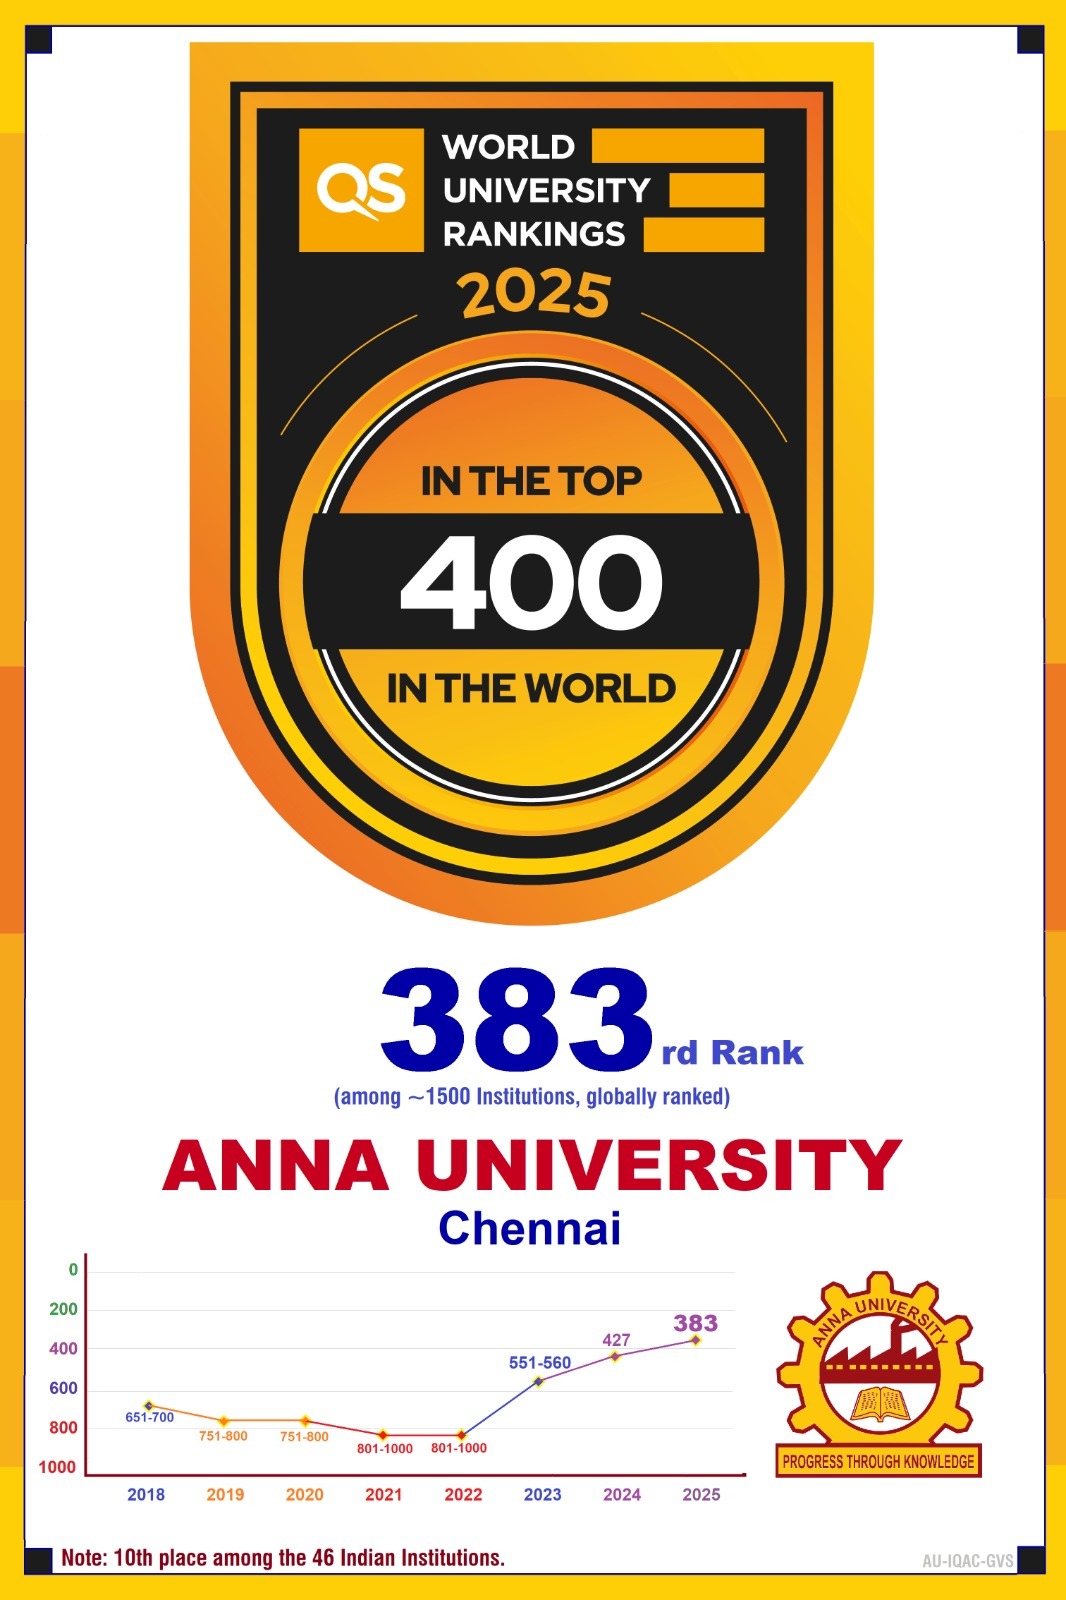 QS
WORLD
UNIVERSITY
RANKINGS
2025
IN THE TOP
400
IN THE WORLD
383rd Rank
(among ~1500 Institutions, globally ranked)
ANNA UNIVERSITY
Chennai
0
200
400
600
800
1000
651-700
751-800
751-800
801-1000
801-1000
551-560
427
383
2018 2019 2020 2021 2022 2023 2024 2025
ANNA UNIVERSITY
PROGRESS THROUGH KNOWLEDGE
Note: 10th place among the 46 Indian Institutions.
AU-IQAC-GVS